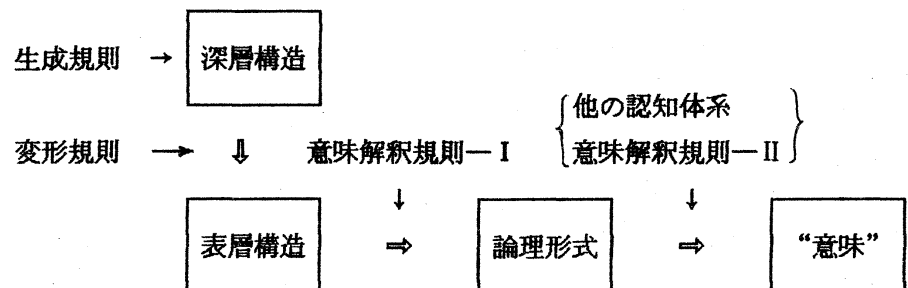 生成規則 → 深層構造
他の認知体系
変形規則 → ⇓ 意味解釈規則—Ⅰ 意味解釈規則—Ⅱ
↓ ↓
表層構造 ⇒ 論理形式 ⇒ “意味”